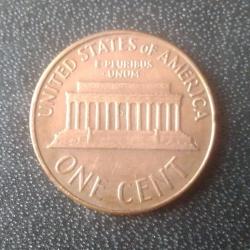 UNITED STATES OF AMERICA
E·PLURIBUS
UNUM
ONE CENT